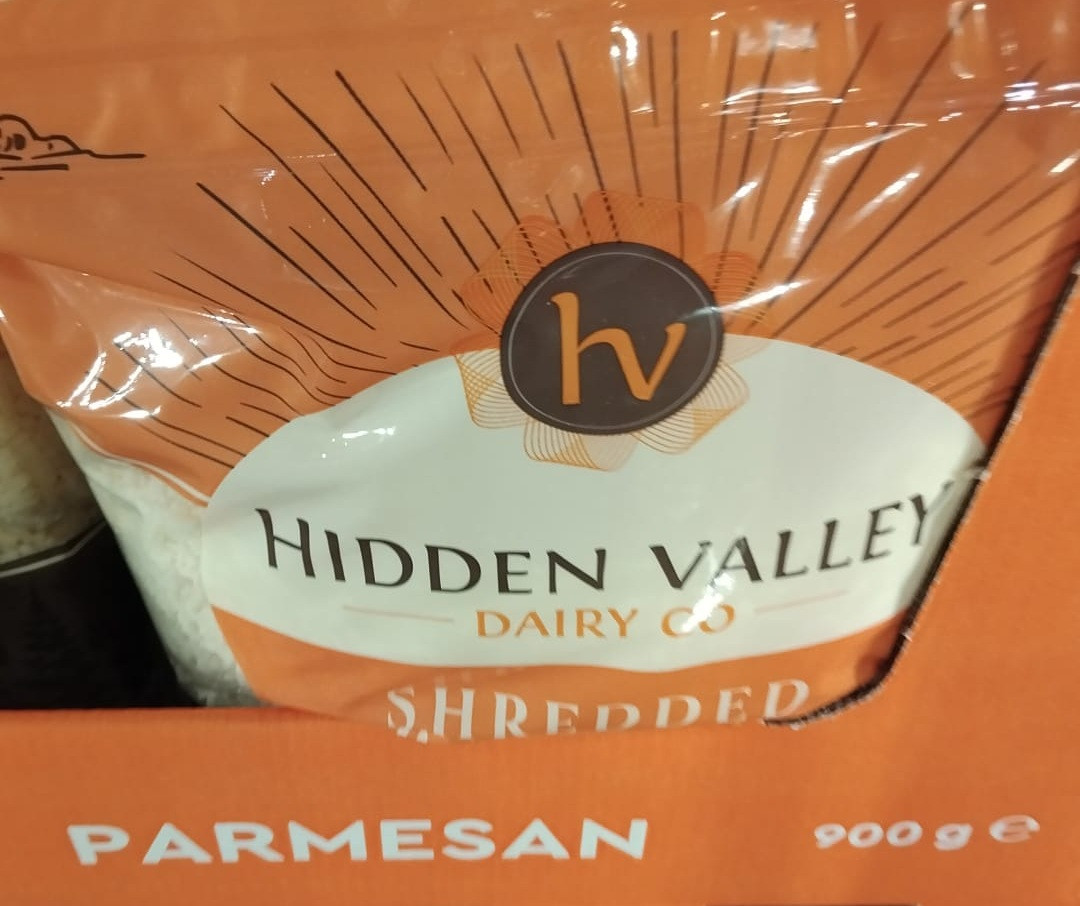 hv
HIDDEN VALLEY
DAIRY CO
SHREDDED
PARMESAN
900 g e